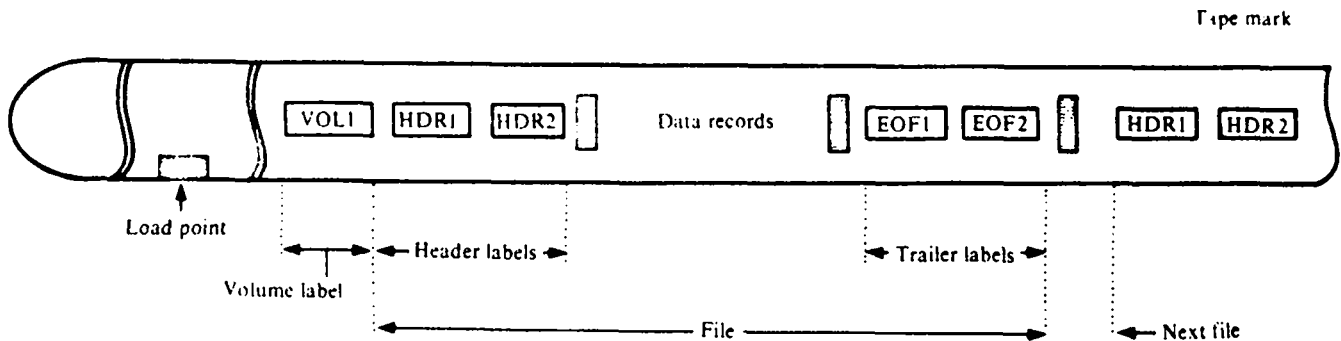 Tape mark
VOL1 HDR1 HDR2 Data records EOF1 EOF2 HDR1 HDR2
Load point
Header labels
Trailer labels
Volume label
File
Next file